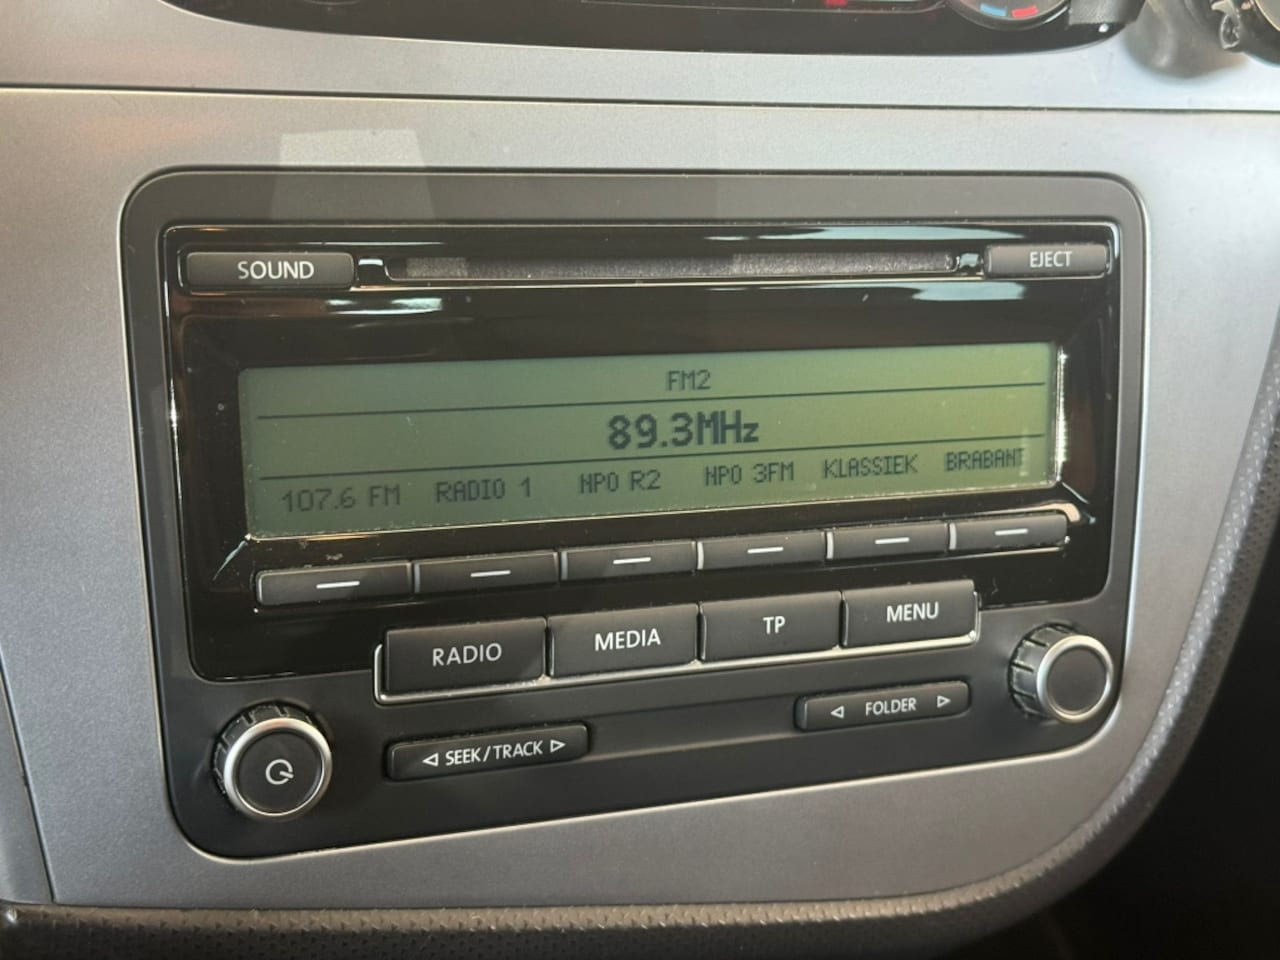 SOUND EJECT
FM2
89.3MHz
107.6 FM RADIO 1 NPO R2 NPO 3FM KLASSIEK BRABANT
RADIO MEDIA TP MENU
SEEK/TRACK FOLDER